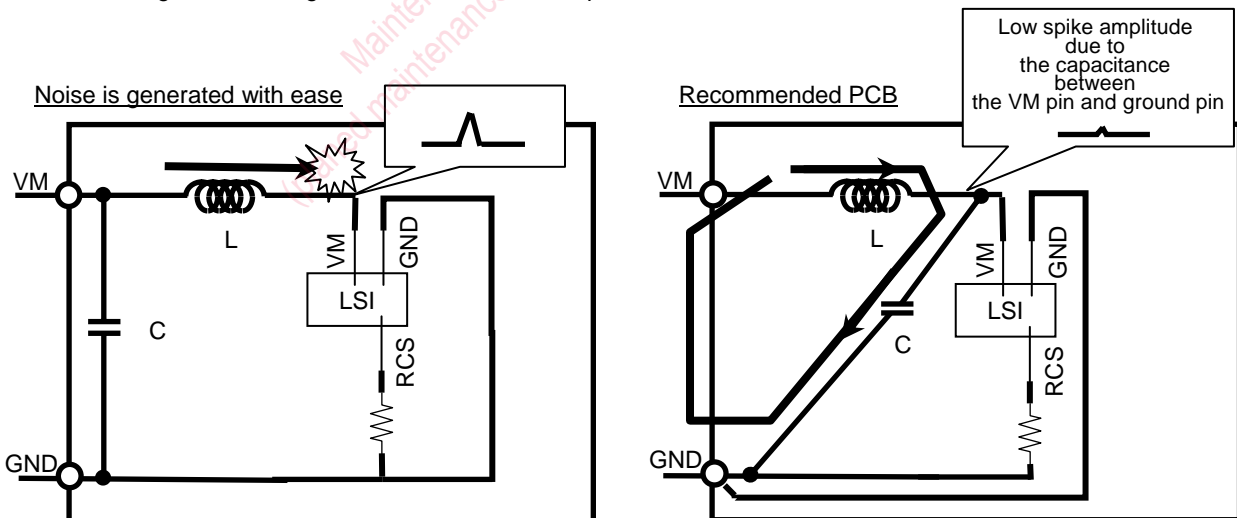 Noise is generated with ease
VM
L
C
VM
GND
LSI
RCS
GND
Recommended PCB
Low spike amplitude
due to
the capacitance
between
the VM pin and ground pin
VM
L
C
VM
GND
LSI
RCS
GND